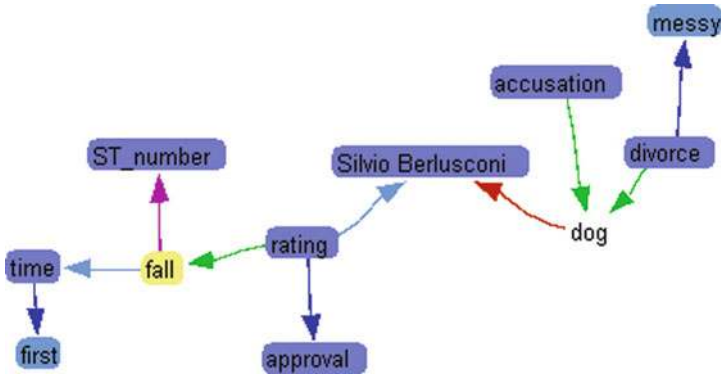 messy
accusation
ST_number
Silvio Berlusconi
divorce
dog
rating
time
fall
first
approval